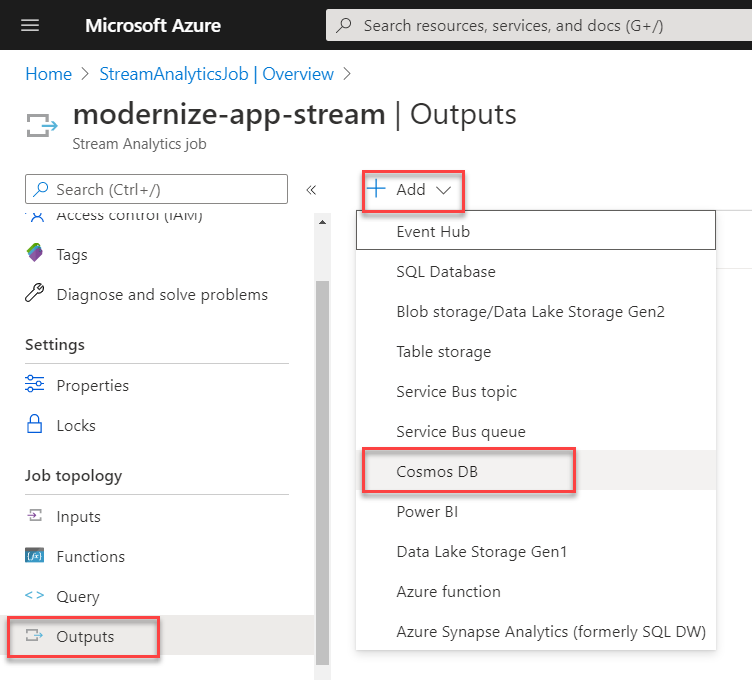 Microsoft Azure
Search resources, services, and docs (G+/)
Home > StreamAnalyticsJob | Overview >
modernize-app-stream | Outputs
Stream Analytics job
Search (Ctrl+/)
«
Access control (IAM)
Tags
Diagnose and solve problems
Settings
Properties
Locks
Job topology
Inputs
Functions
Query
Outputs
+ Add
Event Hub
SQL Database
Blob storage/Data Lake Storage Gen2
Table storage
Service Bus topic
Service Bus queue
Cosmos DB
Power BI
Data Lake Storage Gen1
Azure function
Azure Synapse Analytics (formerly SQL DW)